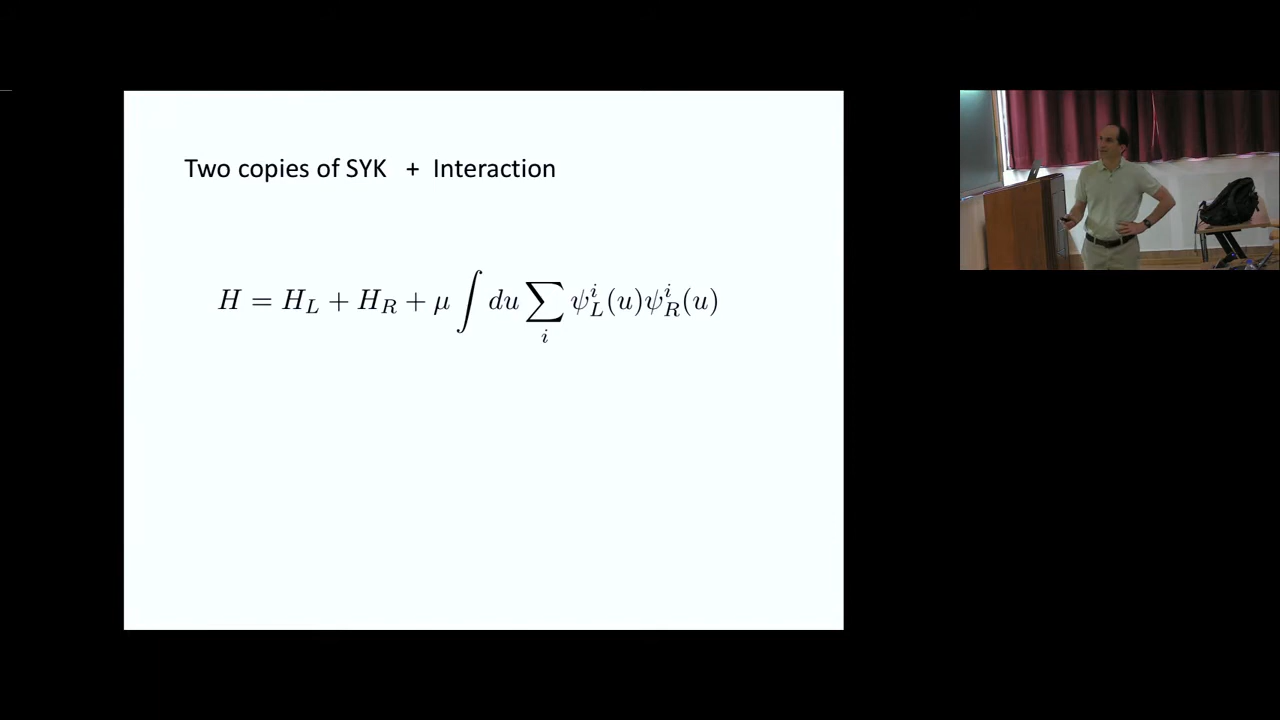 Two copies of SYK + Interaction
H = H_L + H_R + μ ∫ du ∑_i ψ_L^i(u)ψ_R^i(u)